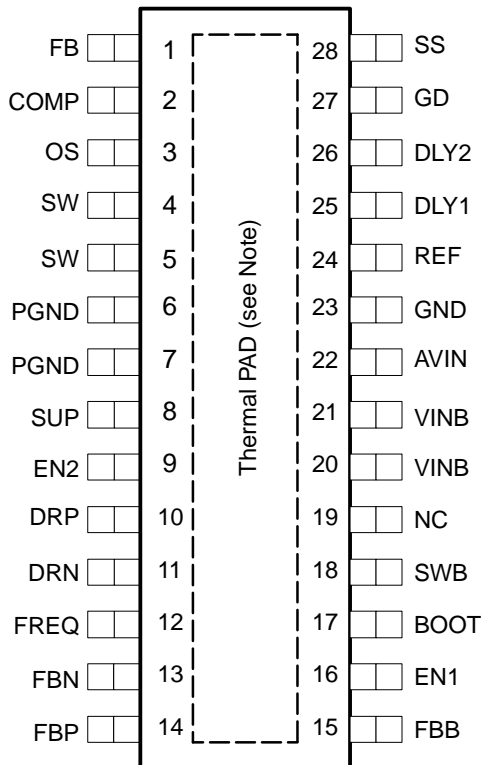 FB 1 28 SS
COMP 2 27 GD
OS 3 26 DLY2
SW 4 25 DLY1
SW 5 24 REF
PGND 6 23 GND
PGND 7 22 AVIN
SUP 8 21 VINB
EN2 9 20 VINB
DRP 10 19 NC
DRN 11 18 SWB
FREQ 12 17 BOOT
FBN 13 16 EN1
FBP 14 15 FBB
Thermal PAD (see Note)